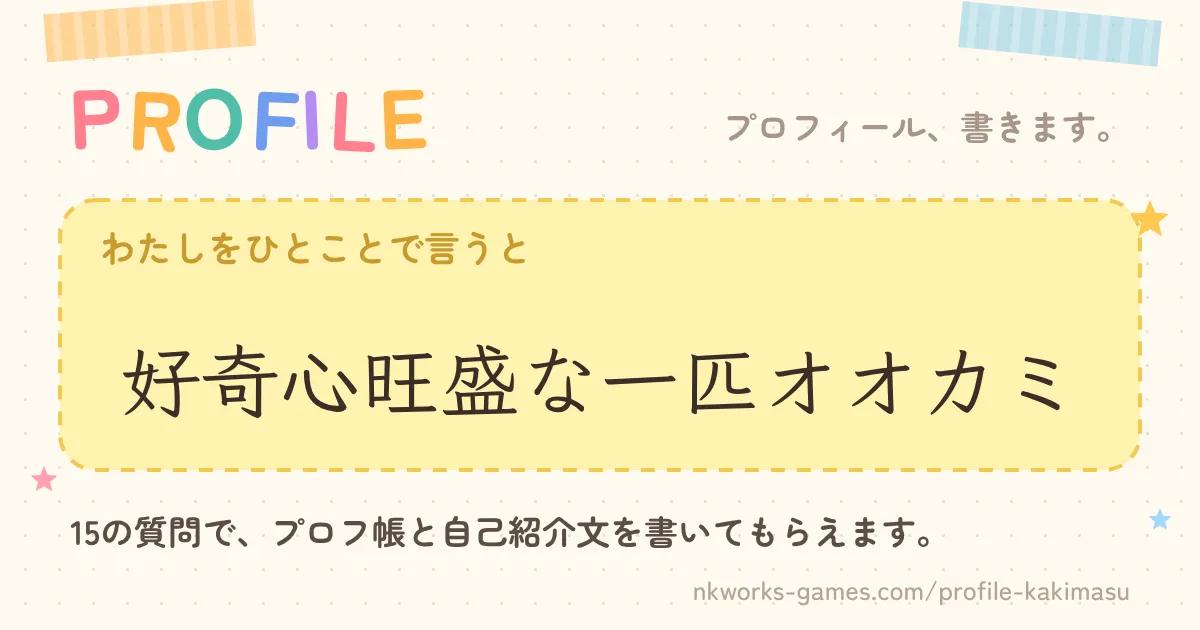 PROFILE
プロフィール、書きます。
わたしをひとことで言うと
好奇心旺盛な一匹オオカミ
15の質問で、プロフ帳と自己紹介文を書いてもらえます。
nkworks-games.com/profile-kakimasu